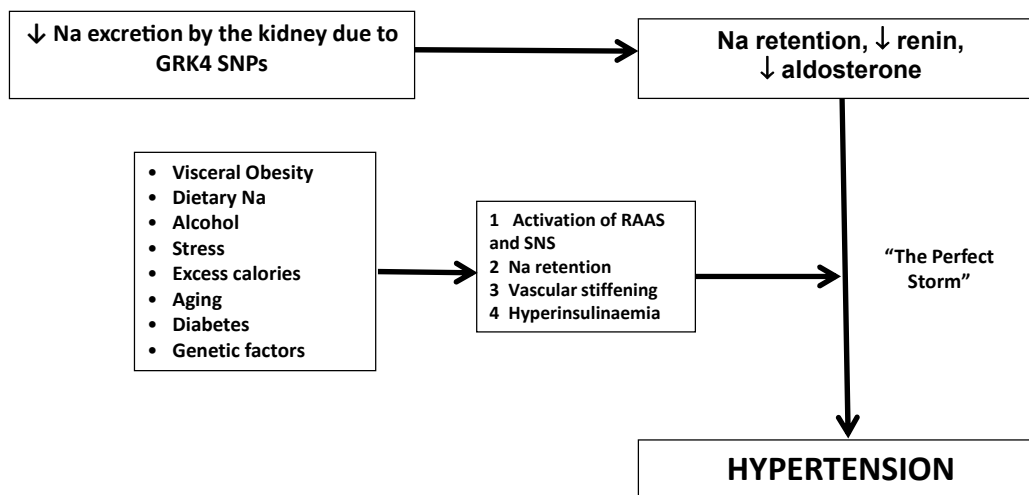 ↓ Na excretion by the kidney due to
GRK4 SNPs
Na retention, ↓ renin,
↓ aldosterone
• Visceral Obesity
• Dietary Na
• Alcohol
• Stress
• Excess calories
• Aging
• Diabetes
• Genetic factors
1 Activation of RAAS
and SNS
2 Na retention
3 Vascular stiffening
4 Hyperinsulinaemia
“The Perfect
Storm”
HYPERTENSION